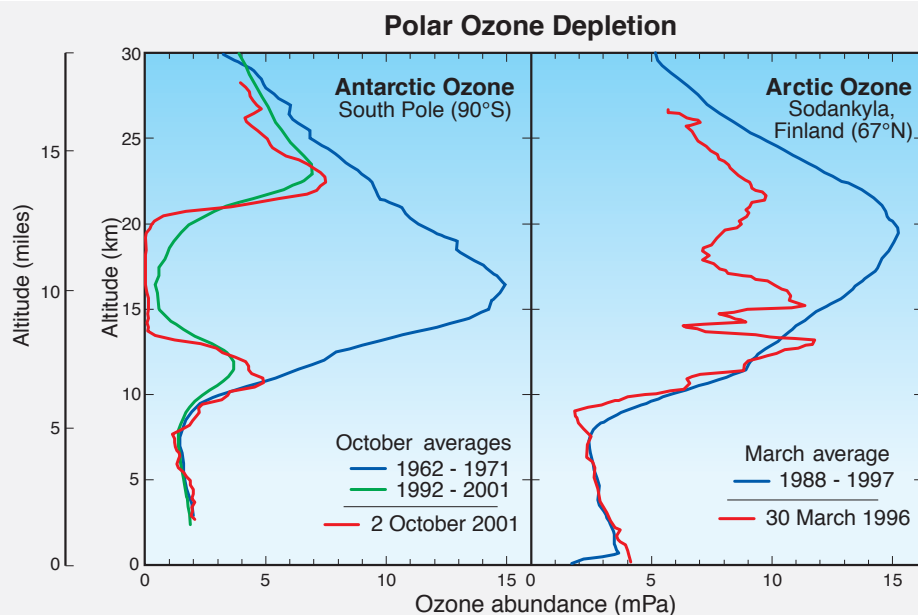 Polar Ozone Depletion
Altitude (miles)
15
10
5
0
Altitude (km)
30
25
20
15
10
5
0
Antarctic Ozone
South Pole (90°S)
October averages
1962 - 1971
1992 - 2001
2 October 2001
0 5 10 15
Arctic Ozone
Sodankyla,
Finland (67°N)
March average
1988 - 1997
30 March 1996
0 5 10 15
Ozone abundance (mPa)